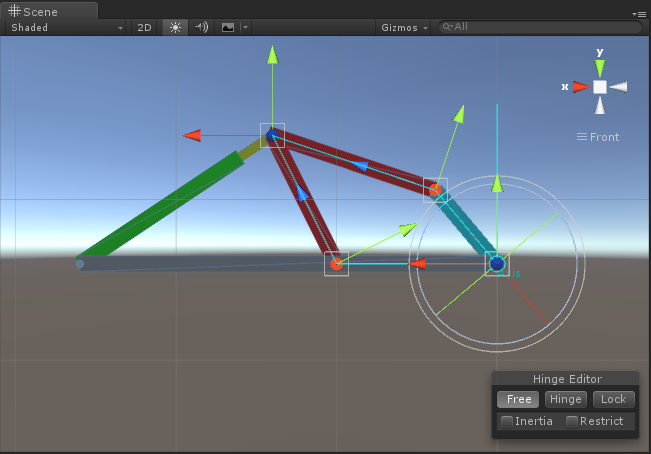 Scene
Shaded 2D Gizmos All
y
x
Front
Hinge Editor
Free Hinge Lock
Inertia Restrict